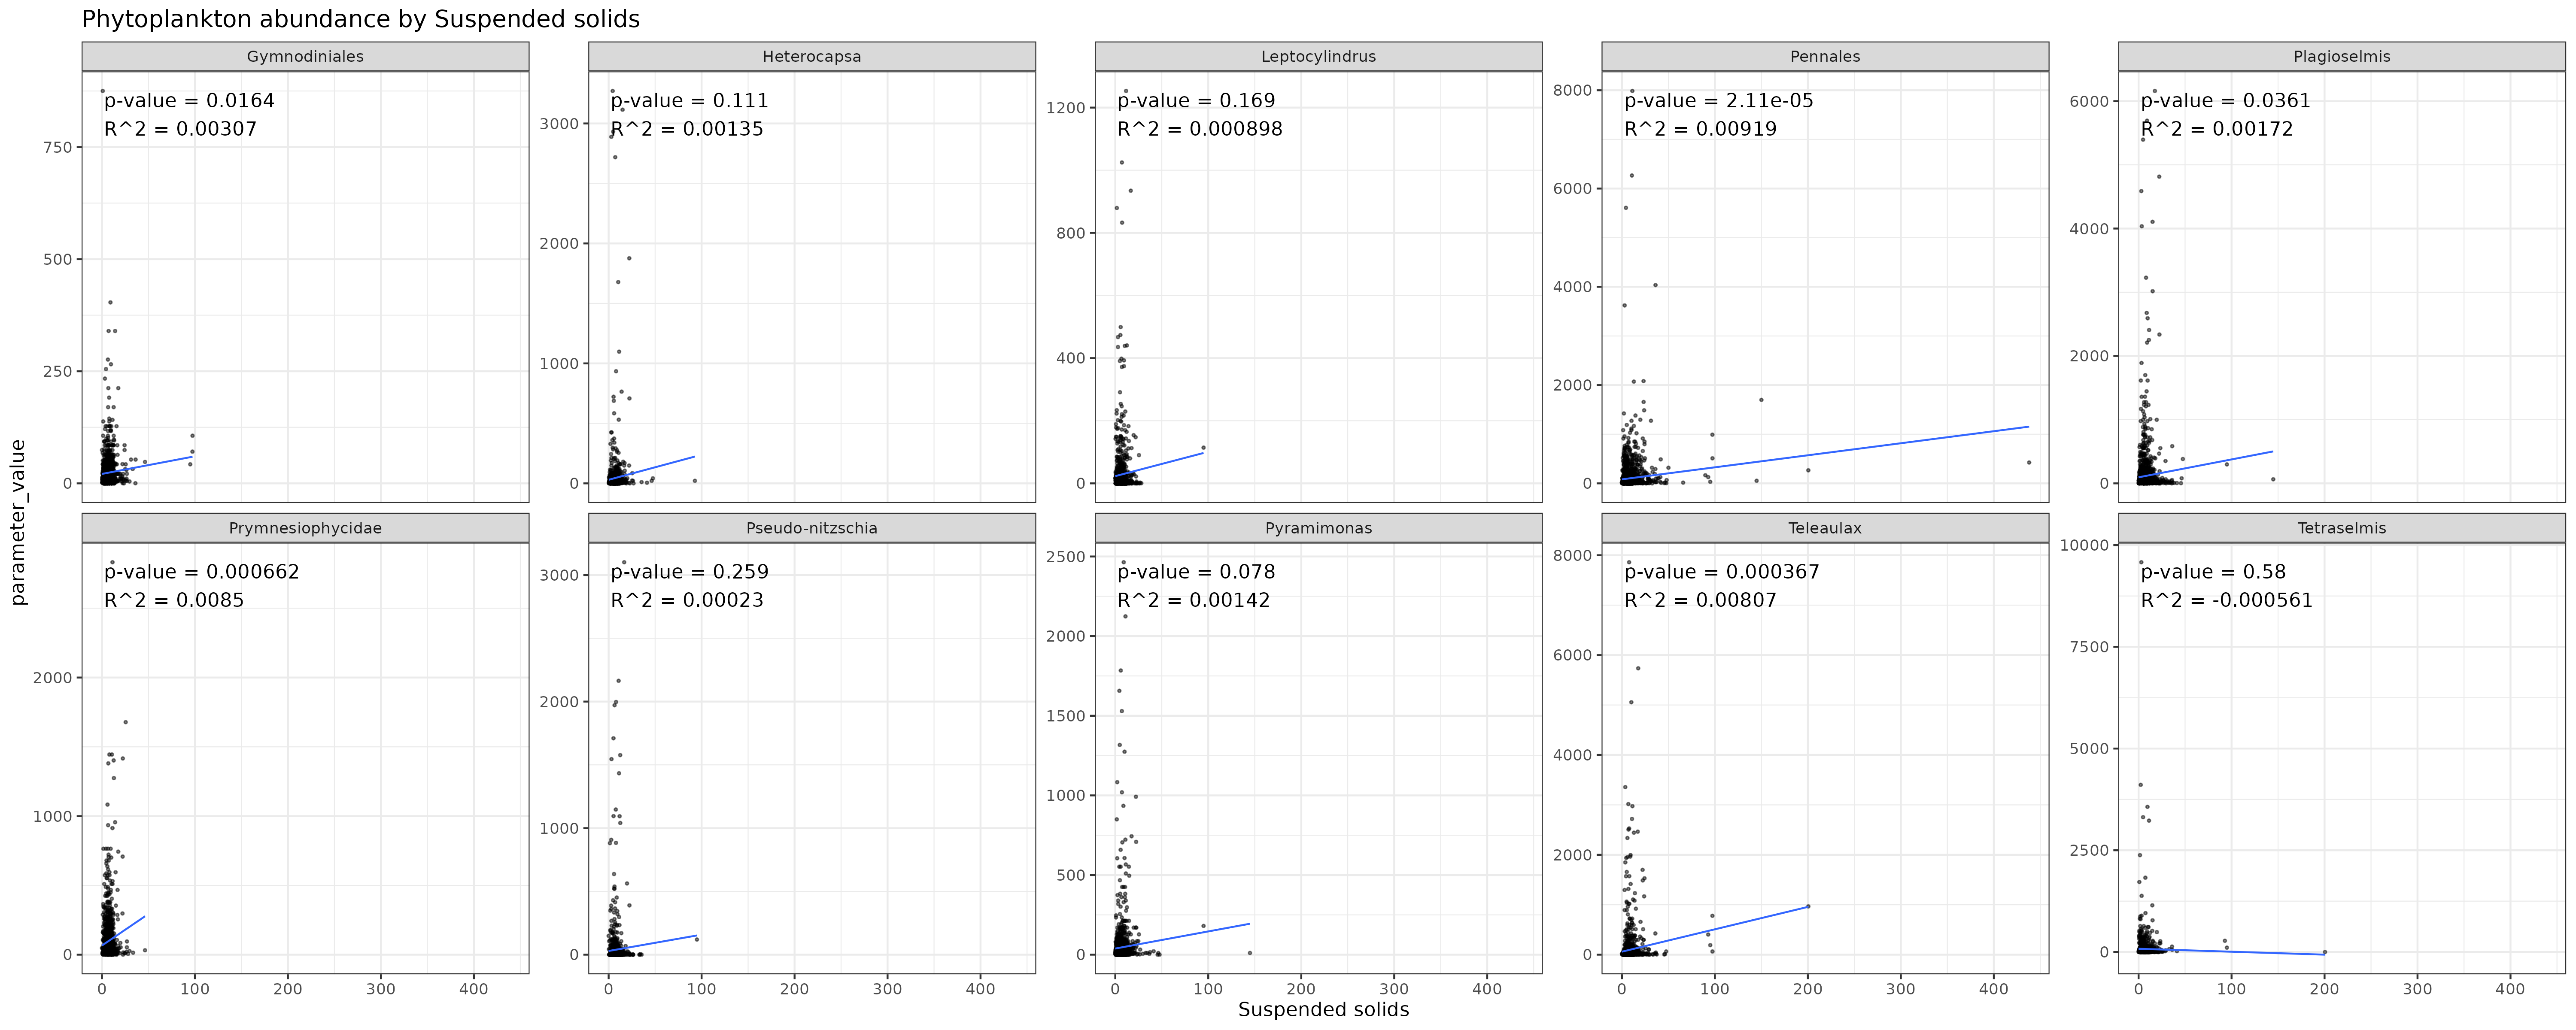 Phytoplankton abundance by Suspended solids
Gymnodiniales
Heterocapsa
Leptocylindrus
Pennales
Plagioselmis
p-value = 0.0164
R^2 = 0.00307
p-value = 0.111
R^2 = 0.00135
p-value = 0.169
R^2 = 0.000898
p-value = 2.11e-05
R^2 = 0.00919
p-value = 0.0361
R^2 = 0.00172
750
500
250
0
3000
2000
1000
0
1200
800
400
0
8000
6000
4000
2000
0
6000
4000
2000
0
parameter_value
Prymnesiophycidae
Pseudo-nitzschia
Pyramimonas
Teleaulax
Tetraselmis
p-value = 0.000662
R^2 = 0.0085
p-value = 0.259
R^2 = 0.00023
p-value = 0.078
R^2 = 0.00142
p-value = 0.000367
R^2 = 0.00807
p-value = 0.58
R^2 = -0.000561
2000
1000
0
3000
2000
1000
0
2500
2000
1500
1000
500
0
8000
6000
4000
2000
0
10000
7500
5000
2500
0
0 100 200 300 400
0 100 200 300 400
0 100 200 300 400
0 100 200 300 400
0 100 200 300 400
Suspended solids